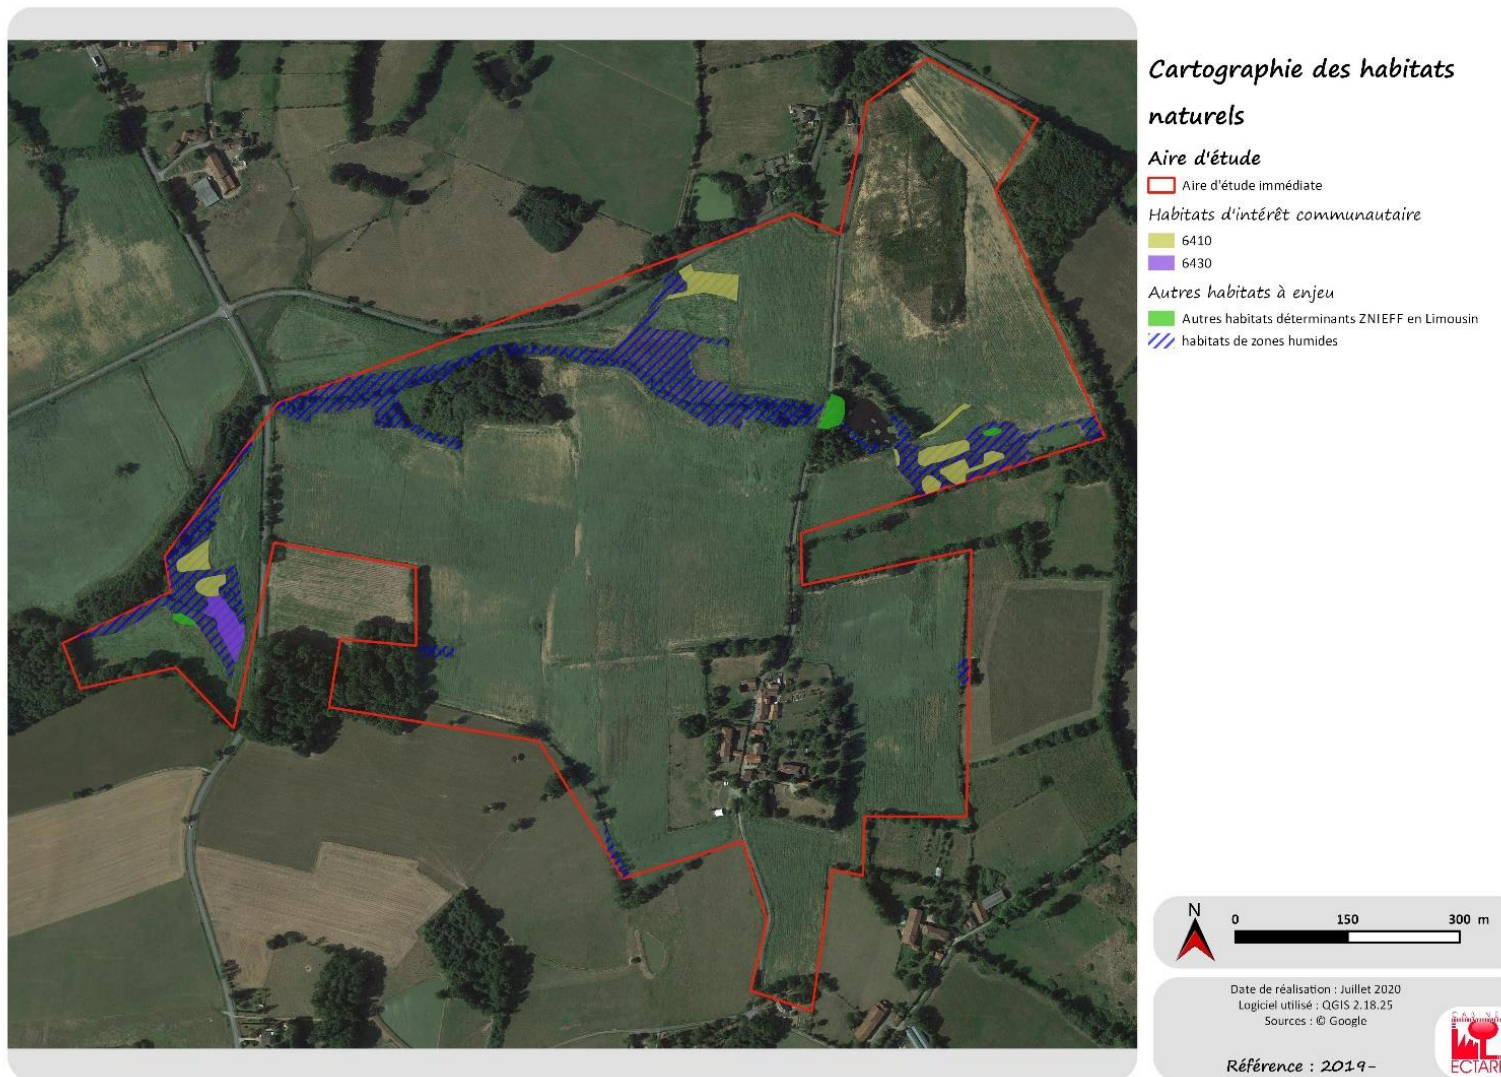 Cartographie des habitats
naturels
Aire d'étude
Aire d'étude immédiate
Habitats d'intérêt communautaire
6410
6430
Autres habitats à enjeu
Autres habitats déterminants ZNIEFF en Limousin
habitats de zones humides
N
0 150 300 m
Date de réalisation : Juillet 2020
Logiciel utilisé : QGIS 2.18.25
Sources : © Google
Référence : 2019-